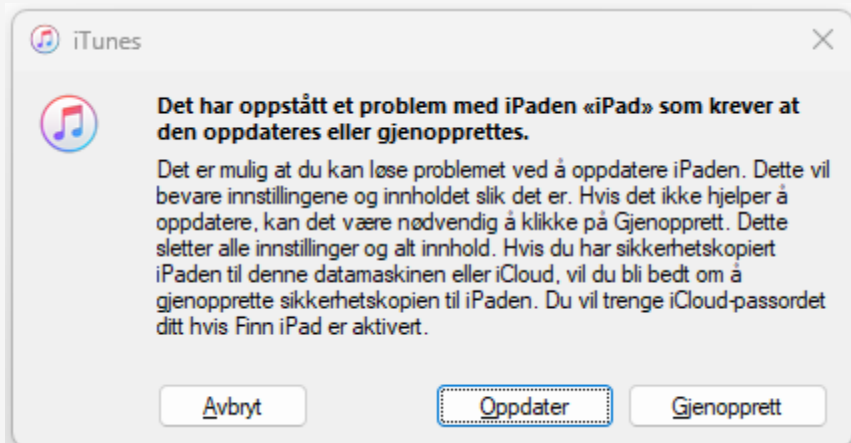 iTunes
Det har oppstått et problem med iPaden «iPad» som krever at
den oppdateres eller gjenopprettes.
Det er mulig at du kan løse problemet ved å oppdatere iPaden. Dette vil
bevare innstillingene og innholdet slik det er. Hvis det ikke hjelper å
oppdatere, kan det være nødvendig å klikke på Gjenopprett. Dette
sletter alle innstillinger og alt innhold. Hvis du har sikkerhetskopiert
iPaden til denne datamaskinen eller iCloud, vil du bli bedt om å
gjenopprette sikkerhetskopien til iPaden. Du vil trenge iCloud-passordet
ditt hvis Finn iPad er aktivert.
Avbryt Oppdater Gjenopprett